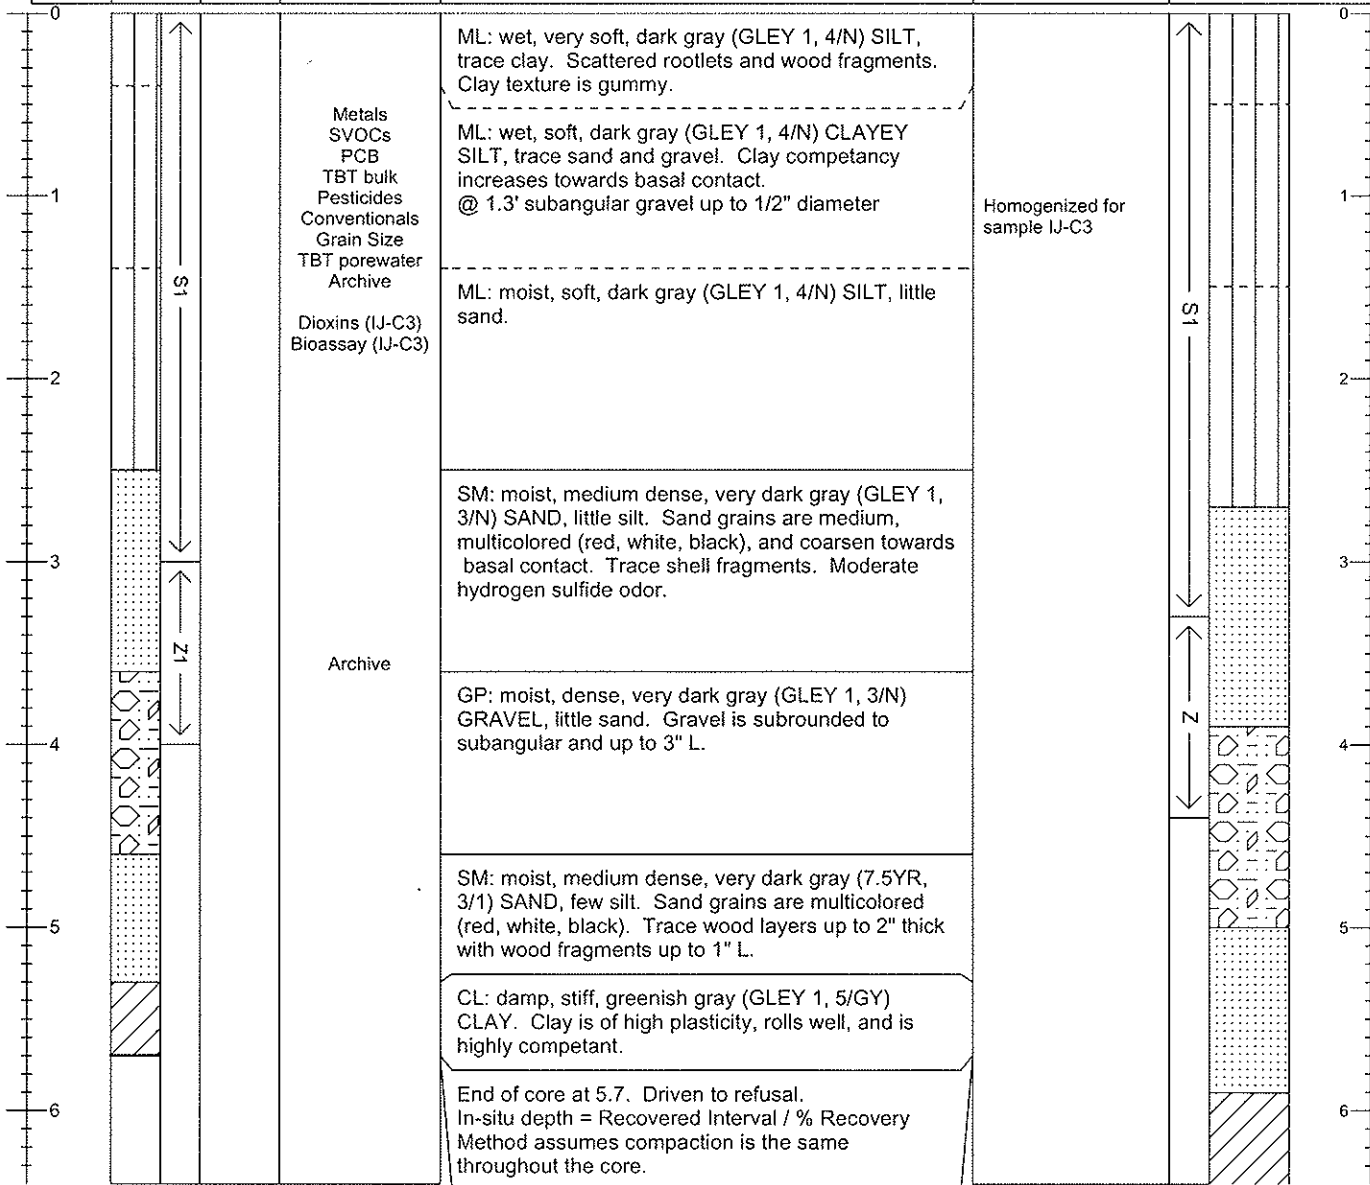 0
1
2
3
4
5
6
S1
Z1
Metals
SVOCs
PCB
TBT bulk
Pesticides
Conventionals
Grain Size
TBT porewater
Archive
Dioxins (IJ-C3)
Bioassay (IJ-C3)
Archive
ML: wet, very soft, dark gray (GLEY 1, 4/N) SILT,
trace clay. Scattered rootlets and wood fragments.
Clay texture is gummy.
ML: wet, soft, dark gray (GLEY 1, 4/N) CLAYEY
SILT, trace sand and gravel. Clay competancy
increases towards basal contact.
@ 1.3' subangular gravel up to 1/2" diameter
ML: moist, soft, dark gray (GLEY 1, 4/N) SILT, little
sand.
SM: moist, medium dense, very dark gray (GLEY 1,
3/N) SAND, little silt. Sand grains are medium,
multicolored (red, white, black), and coarsen towards
basal contact. Trace shell fragments. Moderate
hydrogen sulfide odor.
GP: moist, dense, very dark gray (GLEY 1, 3/N)
GRAVEL, little sand. Gravel is subrounded to
subangular and up to 3" L.
SM: moist, medium dense, very dark gray (7.5YR,
3/1) SAND, few silt. Sand grains are multicolored
(red, white, black). Trace wood layers up to 2" thick
with wood fragments up to 1" L.
CL: damp, stiff, greenish gray (GLEY 1, 5/GY)
CLAY. Clay is of high plasticity, rolls well, and is
highly competant.
End of core at 5.7. Driven to refusal.
In-situ depth = Recovered Interval / % Recovery
Method assumes compaction is the same
throughout the core.
Homogenized for
sample IJ-C3
S1
Z
0
1
2
3
4
5
6